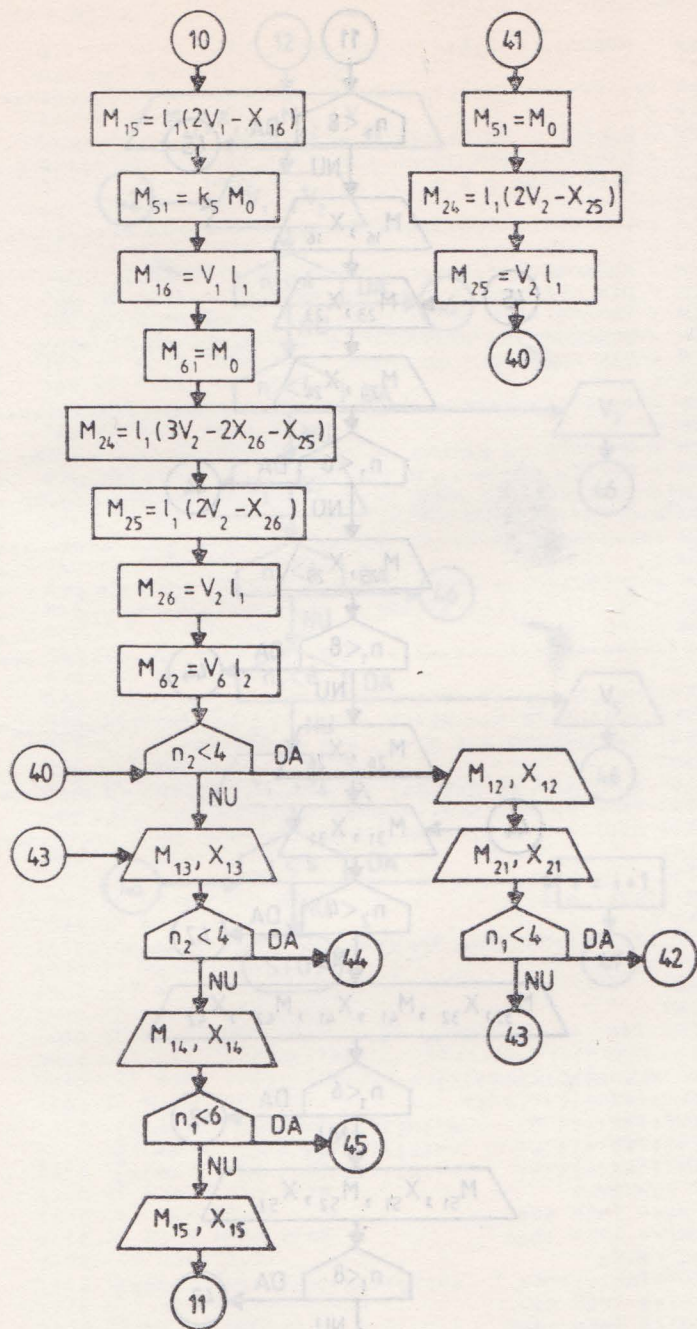 10
M₁₅ = l₁(2V₁ - X₁₆)
M₅₁ = k₅ M₀
M₁₆ = V₁ l₁
M₆₁ = M₀
M₂₄ = l₁(3V₂ - 2X₂₆ - X₂₅)
M₂₅ = l₁(2V₂ - X₂₆)
M₂₆ = V₂ l₁
M₆₂ = V₆ l₂
40
n₂<4
DA
NU
43
M₁₃, X₁₃
n₂<4
DA
44
NU
M₁₄, X₁₄
n₁<6
DA
45
NU
M₁₅, X₁₅
11
41
M₅₁ = M₀
M₂₄ = l₁(2V₂ - X₂₅)
M₂₅ = V₂ l₁
40
M₁₂, X₁₂
M₂₁, X₂₁
n₁<4
DA
42
NU
43